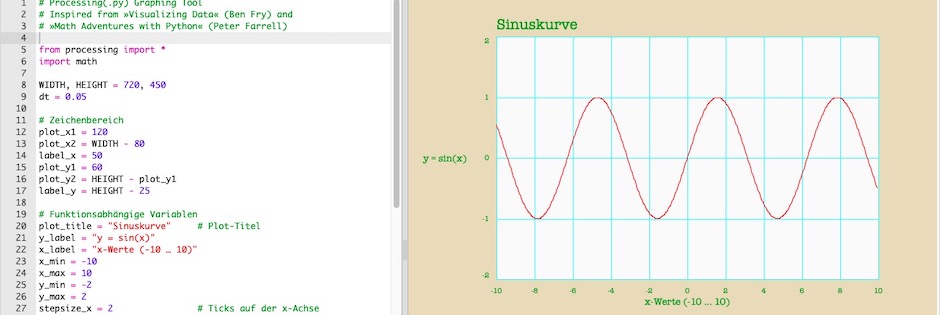 1 # Processing(.py) Graphing Tool
2 # Inspired from »Visualizing Data« (Ben Fry) and
3 # »Math Adventures with Python« (Peter Farrell)
4
5 from processing import *
6 import math
7
8 WIDTH, HEIGHT = 720, 450
9 dt = 0.05
10
11 # Zeichenbereich
12 plot_x1 = 120
13 plot_x2 = WIDTH - 80
14 label_x = 50
15 plot_y1 = 60
16 plot_y2 = HEIGHT - plot_y1
17 label_y = HEIGHT - 25
18
19 # Funktionsabhängige Variablen
20 plot_title = "Sinuskurve" # Plot-Titel
21 y_label = "y = sin(x)"
22 x_label = "x-Werte (-10 … 10)"
23 x_min = -10
24 x_max = 10
25 y_min = -2
26 y_max = 2
27 stepsize_x = 2 # Ticks auf der x-Achse
Sinuskurve
2
1
y = sin(x) 0
-1
-2
-10 -8 -6 -4 -2 0 2 4 6 8 10
x-Werte (-10 … 10)